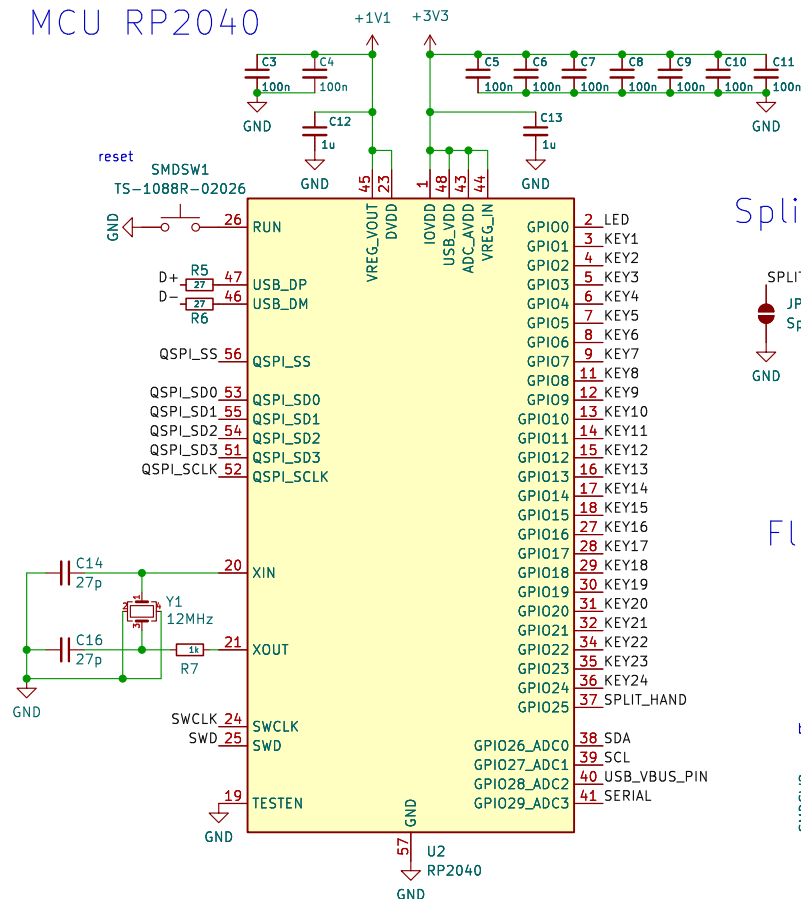 MCU RP2040
+1V1
+3V3
C3
100n
C4
100n
C5
100n
C6
100n
C7
100n
C8
100n
C9
100n
C10
100n
C11
100n
GND
GND
C12
1u
GND
C13
1u
GND
reset
SMDSW1
TS-1088R-02026
GND
45
23
1
48
43
44
VREG_VOUT
DVDD
IOVDD
USB_VDD
ADC_AVDD
VREG_IN
26 RUN
D+ R5 27 47 USB_DP
D- 27 R6 46 USB_DM
QSPI_SS 56 QSPI_SS
QSPI_SD0 53 QSPI_SD0
QSPI_SD1 55 QSPI_SD1
QSPI_SD2 54 QSPI_SD2
QSPI_SD3 51 QSPI_SD3
QSPI_SCLK 52 QSPI_SCLK
C14
27p
20 XIN
Y1
12MHz
1
2
3
4
C16
27p
1k
R7
21 XOUT
GND
SWCLK 24 SWCLK
SWD 25 SWD
19 TESTEN
GND
GPIO0 2 LED
GPIO1 3 KEY1
GPIO2 4 KEY2
GPIO3 5 KEY3
GPIO4 6 KEY4
GPIO5 7 KEY5
GPIO6 8 KEY6
GPIO7 9 KEY7
GPIO8 11 KEY8
GPIO9 12 KEY9
GPIO10 13 KEY10
GPIO11 14 KEY11
GPIO12 15 KEY12
GPIO13 16 KEY13
GPIO14 17 KEY14
GPIO15 18 KEY15
GPIO16 27 KEY16
GPIO17 28 KEY17
GPIO18 29 KEY18
GPIO19 30 KEY19
GPIO20 31 KEY20
GPIO21 32 KEY21
GPIO22 34 KEY22
GPIO23 35 KEY23
GPIO24 36 KEY24
GPIO25 37 SPLIT_HAND
GPIO26_ADC0 38 SDA
GPIO27_ADC1 39 SCL
GPIO28_ADC2 40 USB_VBUS_PIN
GPIO29_ADC3 41 SERIAL
GND
57
U2
RP2040
GND
Spli
SPLIT
JP
Sp
GND
Fl